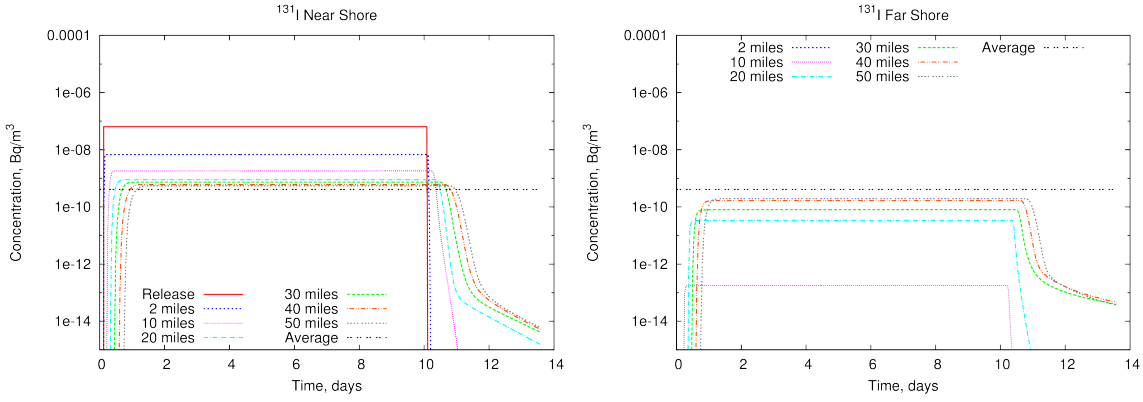 ¹³¹I Near Shore
0.0001
1e-06
1e-08
1e-10
1e-12
1e-14
Concentration, Bq/m³
Release
2 miles
10 miles
20 miles
30 miles
40 miles
50 miles
Average
0 2 4 6 8 10 12 14
Time, days
¹³¹I Far Shore
0.0001
1e-06
1e-08
1e-10
1e-12
1e-14
Concentration, Bq/m³
2 miles
10 miles
20 miles
30 miles
40 miles
50 miles
Average
0 2 4 6 8 10 12 14
Time, days